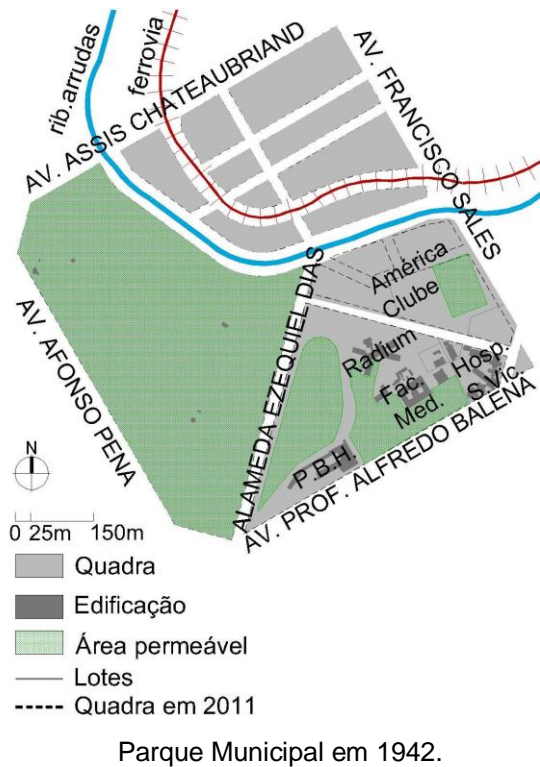 rib.arrudas
ferrovia
AV. ASSIS CHATEAUBRIAND
AV. FRANCISCO SALES
América
Clube
Radium
Fac.
Med.
Hosp.
S.Vic.
P.B.H.
ALAMEDA EZEQUIEL DIAS
AV. PROF. ALFREDO BALENA
AV. AFONSO PENA
N
0 25m 150m
Quadra
Edificação
Área permeável
Lotes
Quadra em 2011
Parque Municipal em 1942.